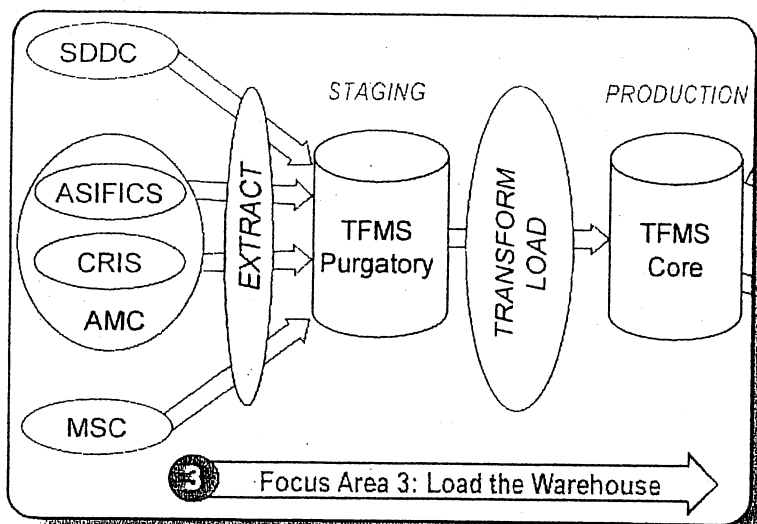 SDDC
STAGING
PRODUCTION
ASIFICS
CRIS
AMC
MSC
EXTRACT
TFMS
Purgatory
TRANSFORM
LOAD
TFMS
Core
3
Focus Area 3: Load the Warehouse